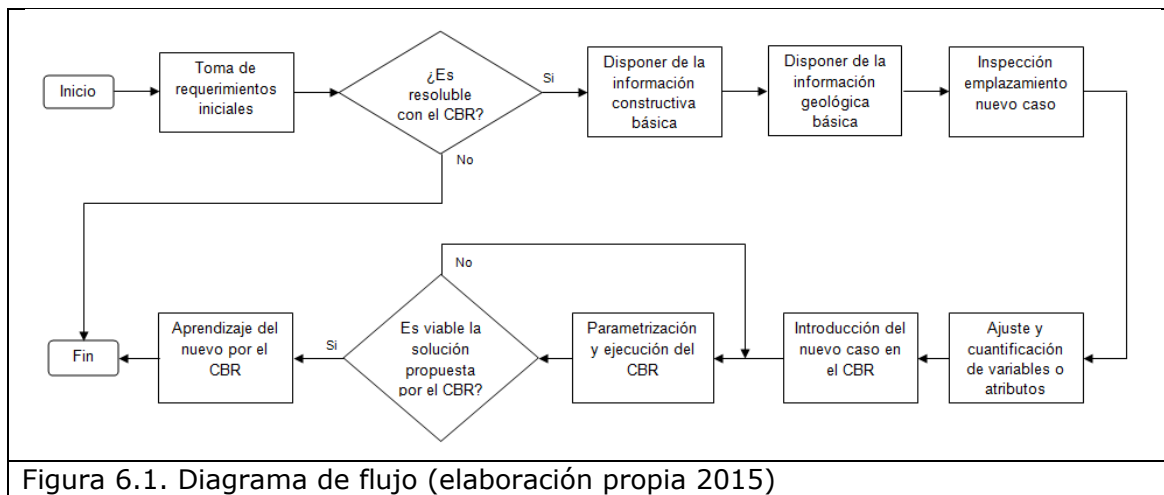 Inicio
Toma de
requerimientos
iniciales
¿Es
resoluble
con el CBR?
Si
No
Disponer de la
información
constructiva
básica
Disponer de la
información
geológica
básica
Inspección
emplazamiento
nuevo caso
Ajuste y
cuantificación
de variables o
atributos
Introducción del
nuevo caso en
el CBR
Parametrización
y ejecución del
CBR
Es viable la
solución
propuesta
por el CBR?
No
Si
Aprendizaje del
nuevo por el
CBR
Fin
Figura 6.1. Diagrama de flujo (elaboración propia 2015)